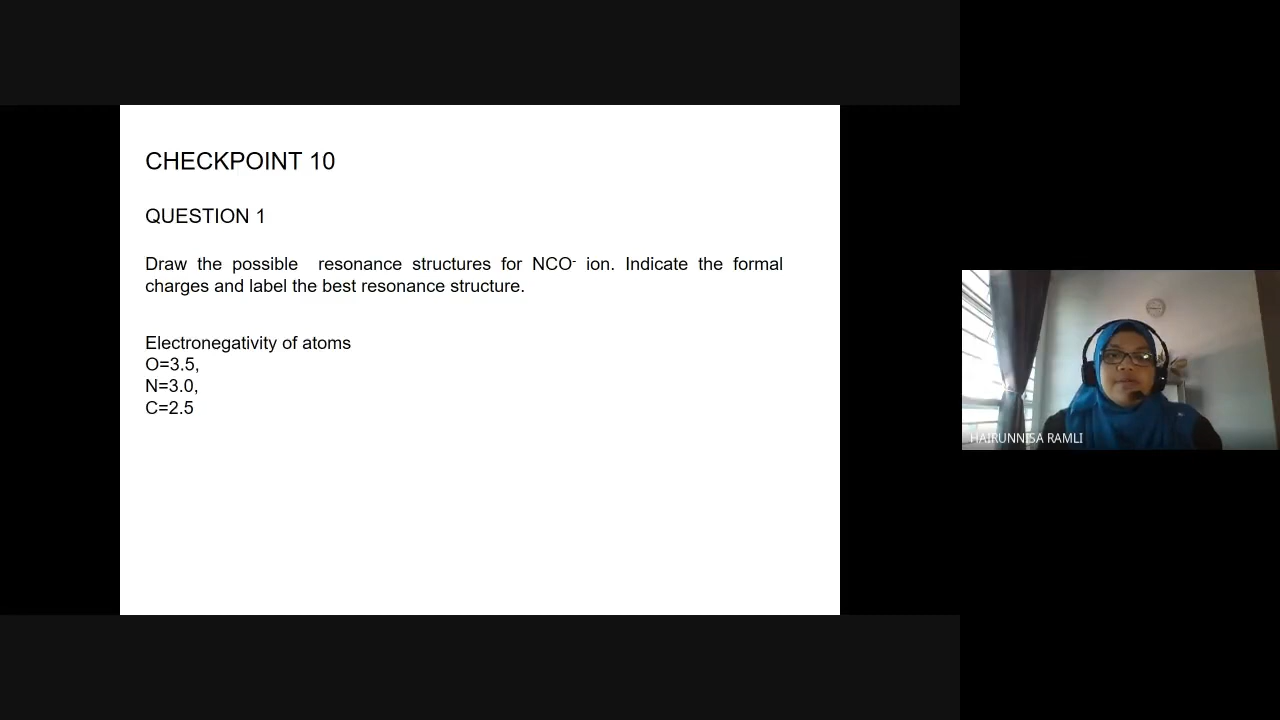 CHECKPOINT 10
QUESTION 1
Draw the possible resonance structures for NCO⁻ ion. Indicate the formal
charges and label the best resonance structure.
Electronegativity of atoms
O=3.5,
N=3.0,
C=2.5
HAIRUNNISA RAMLI